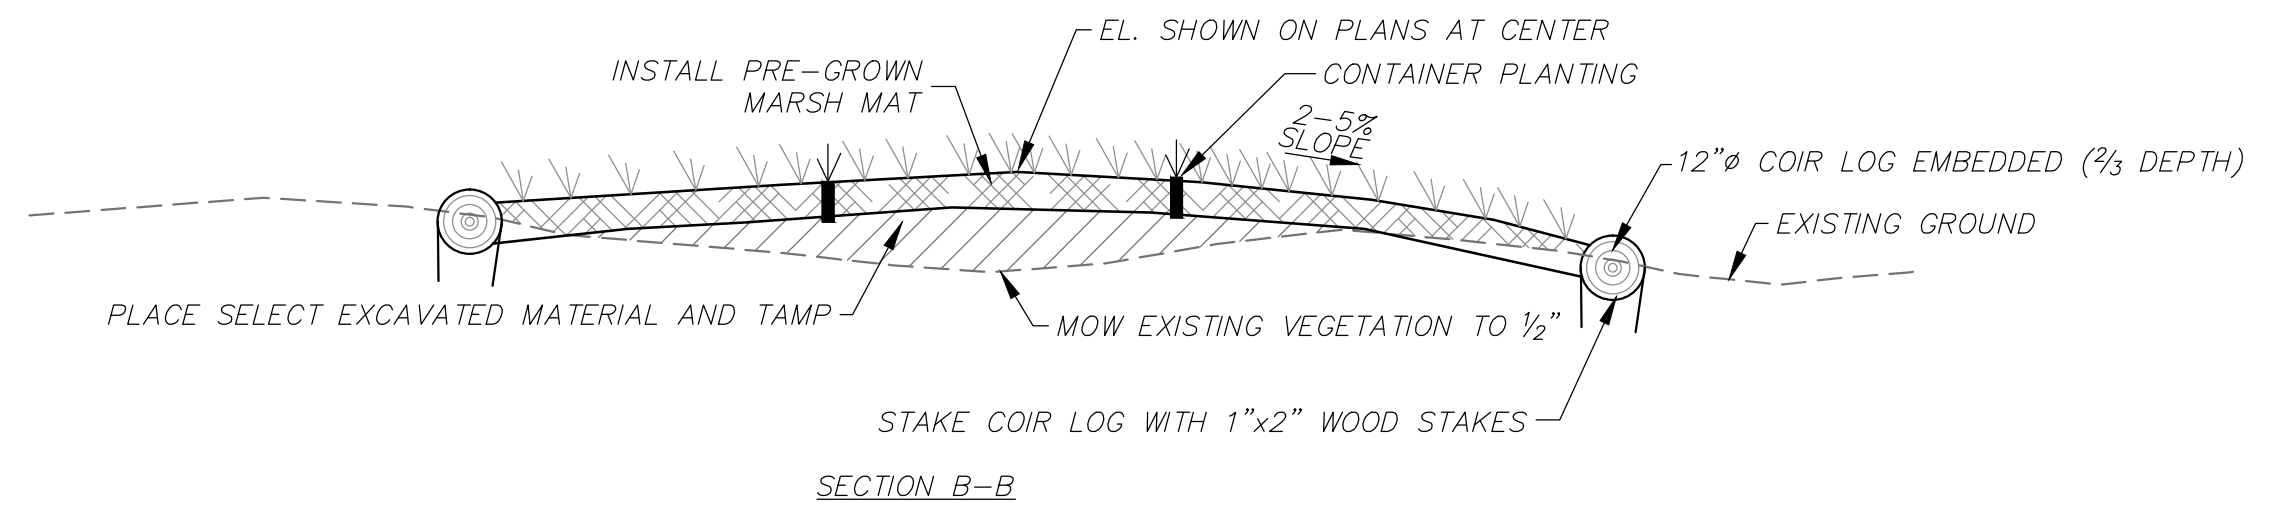 EL. SHOWN ON PLANS AT CENTER
INSTALL PRE-GROWN
MARSH MAT
CONTAINER PLANTING
2-5%
SLOPE
12"ø COIR LOG EMBEDDED (⅔ DEPTH)
EXISTING GROUND
PLACE SELECT EXCAVATED MATERIAL AND TAMP
MOW EXISTING VEGETATION TO ½"
STAKE COIR LOG WITH 1"x2" WOOD STAKES
SECTION B-B